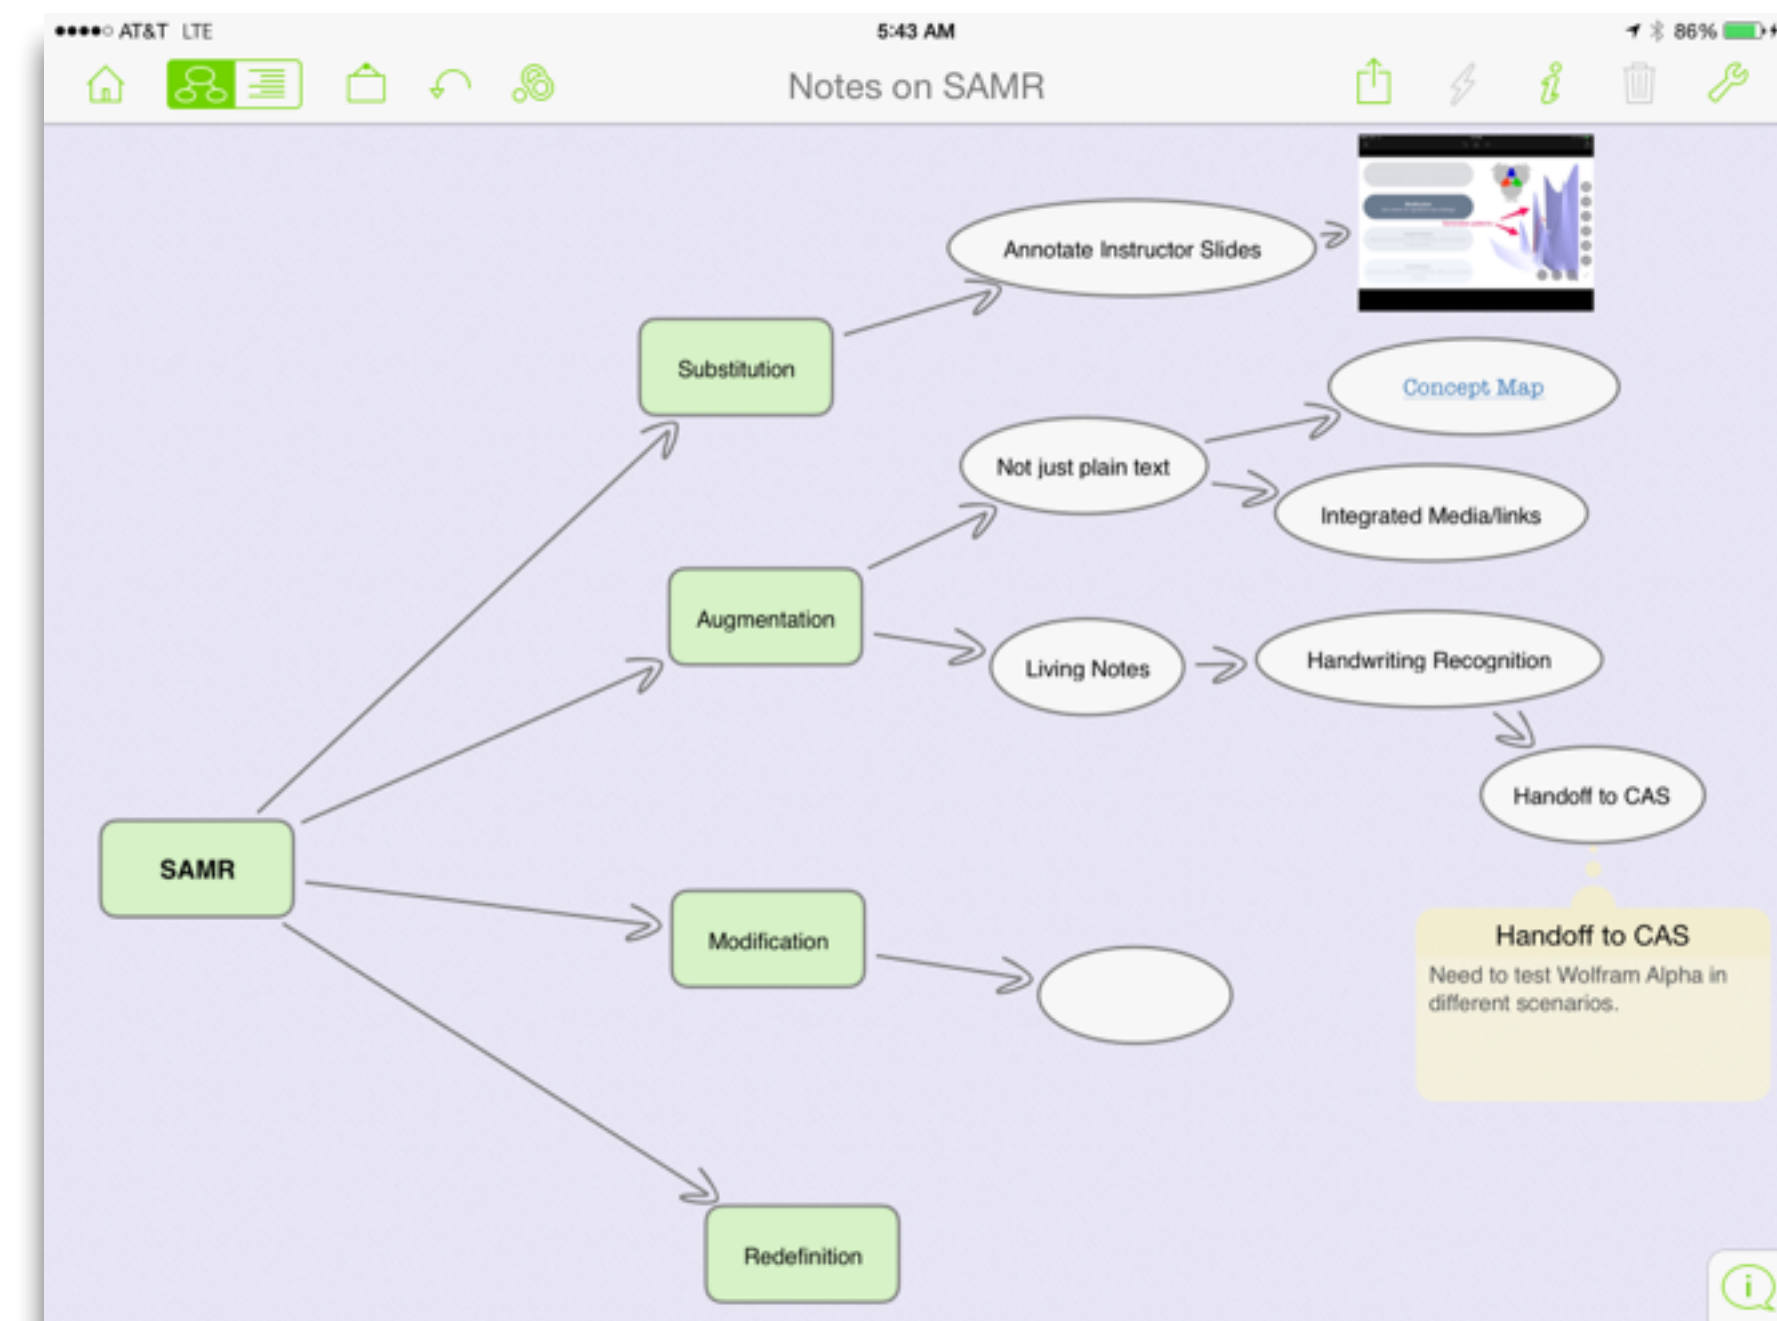 AT&T LTE
5:43 AM
86%
Notes on SAMR
Annotate Instructor Slides
Substitution
Concept Map
Not just plain text
Integrated Media/links
Augmentation
Living Notes
Handwriting Recognition
Handoff to CAS
SAMR
Modification
Handoff to CAS
Need to test Wolfram Alpha in
different scenarios.
Redefinition